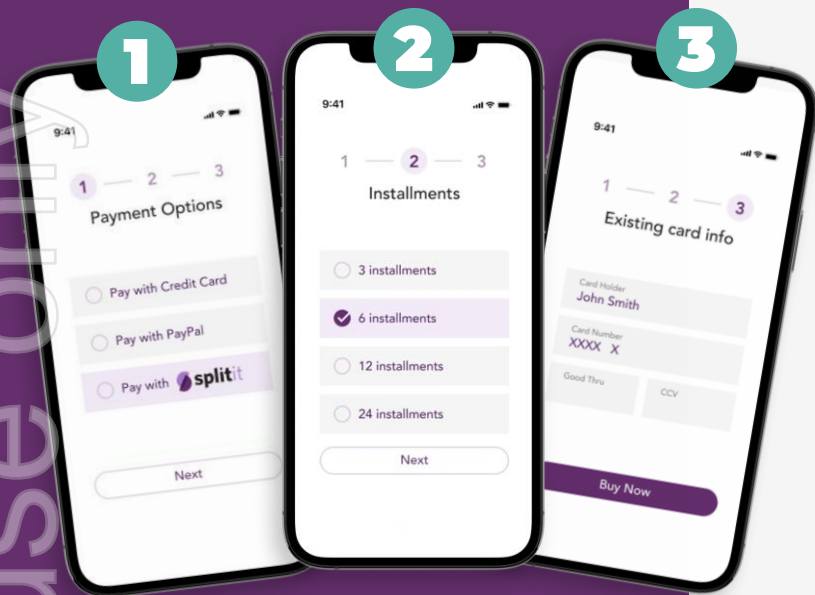 1
9:41
1 2 3
Payment Options
Pay with Credit Card
Pay with PayPal
Pay with splitit
Next
2
9:41
1 2 3
Installments
3 installments
6 installments
12 installments
24 installments
Next
3
9:41
1 2 3
Existing card info
Card Holder
John Smith
Card Number
XXXX X
Good Thru
CCV
Buy Now
use only